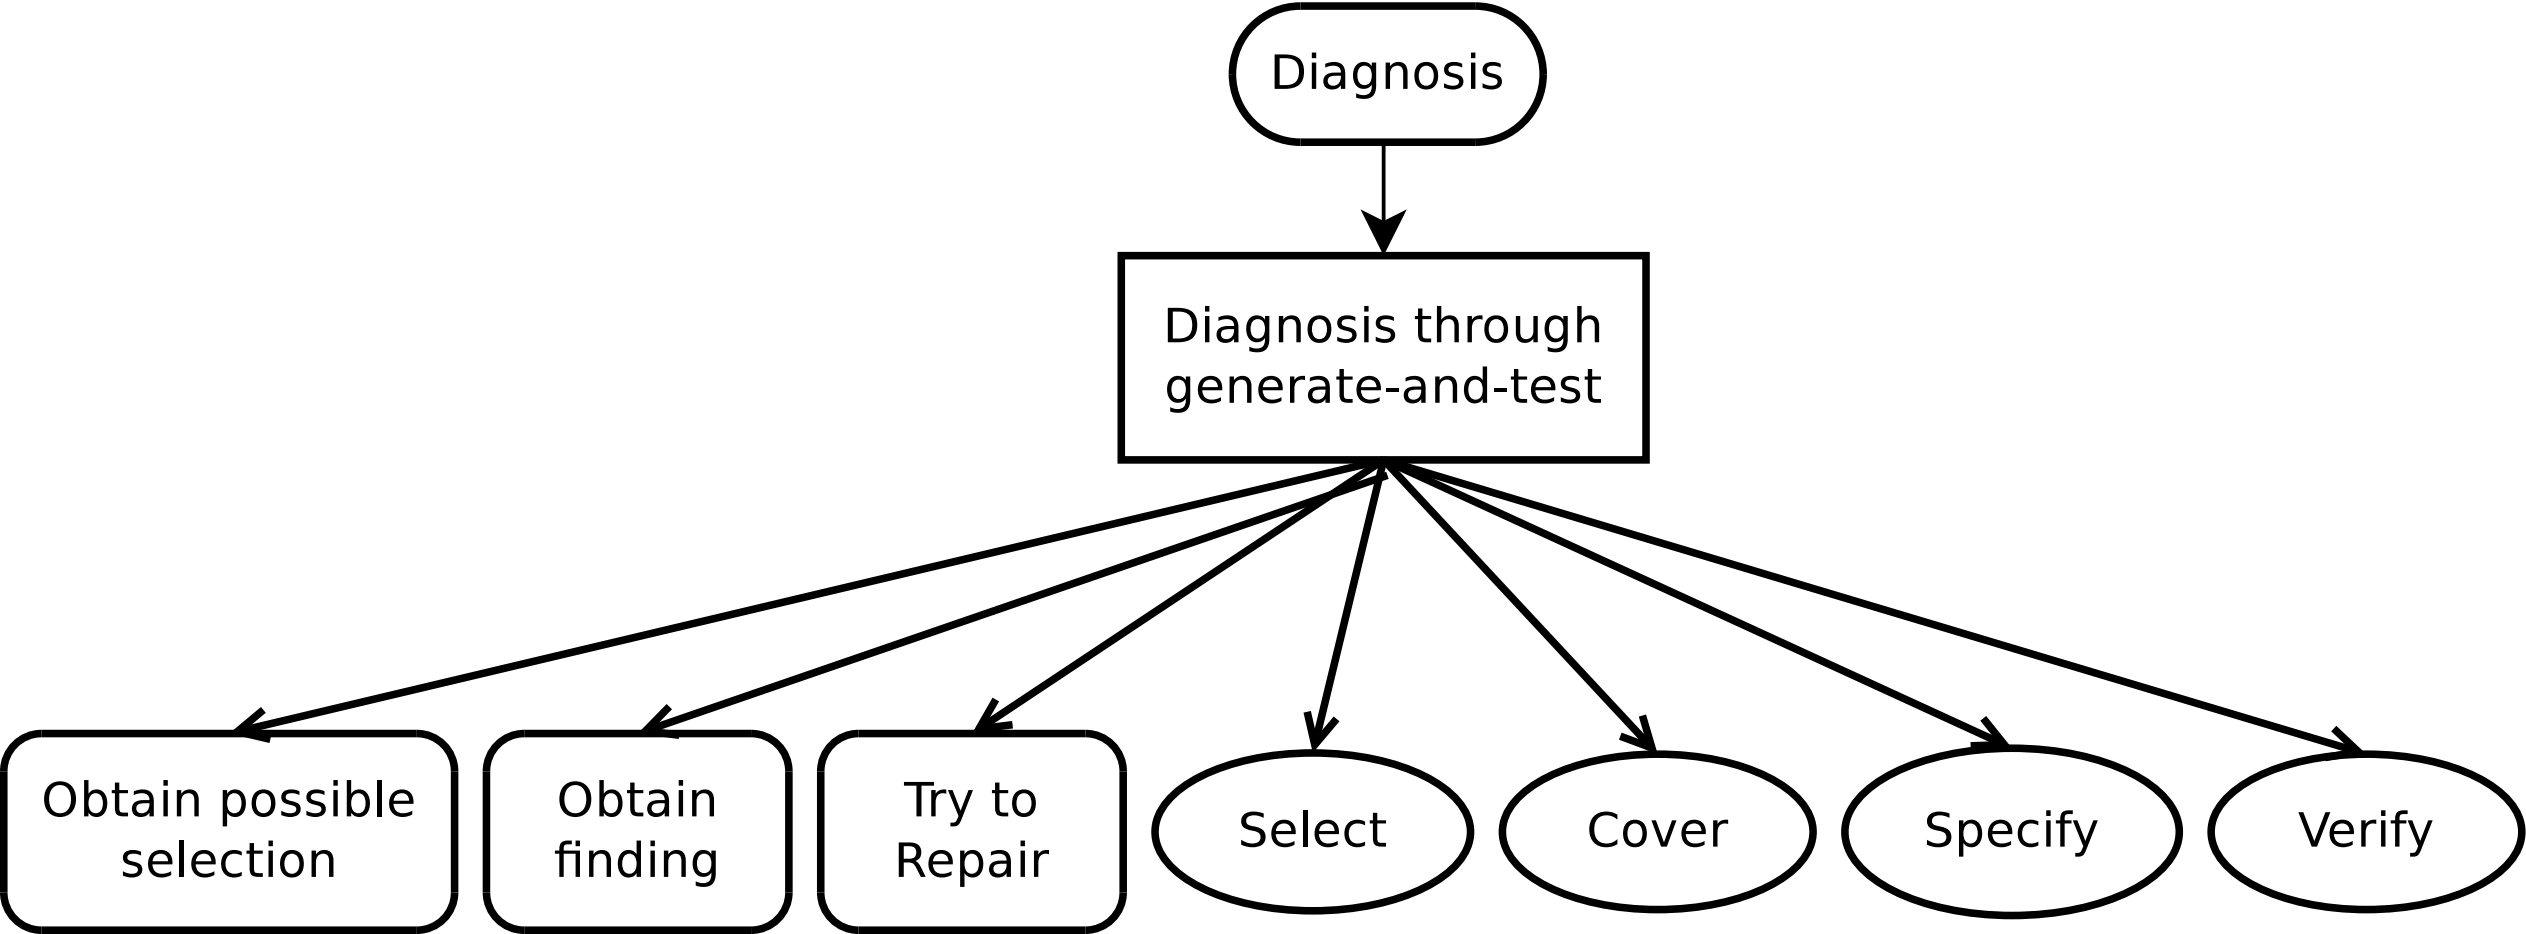 Diagnosis
Diagnosis through
generate-and-test
Obtain possible
selection
Obtain
finding
Try to
Repair
Select
Cover
Specify
Verify